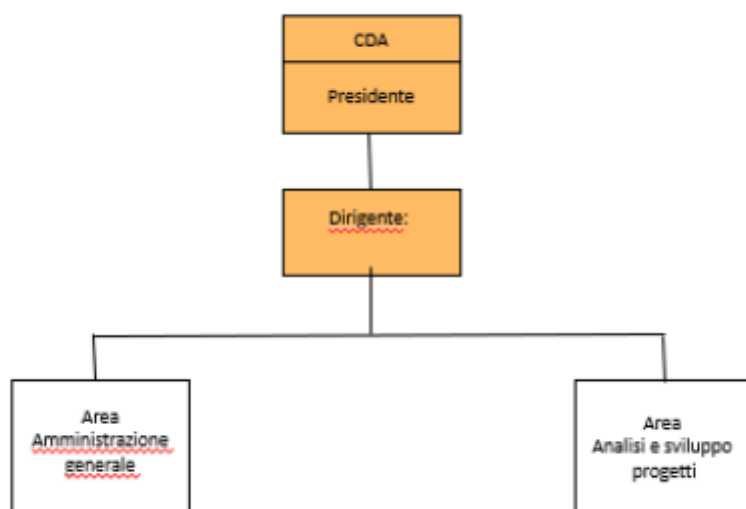 CDA
Presidente
Dirigente:
Area
Amministrazione
generale
Area
Analisi e sviluppo
progetti